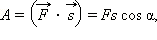 A = (F⃗ · s⃗) = Fs cos α,